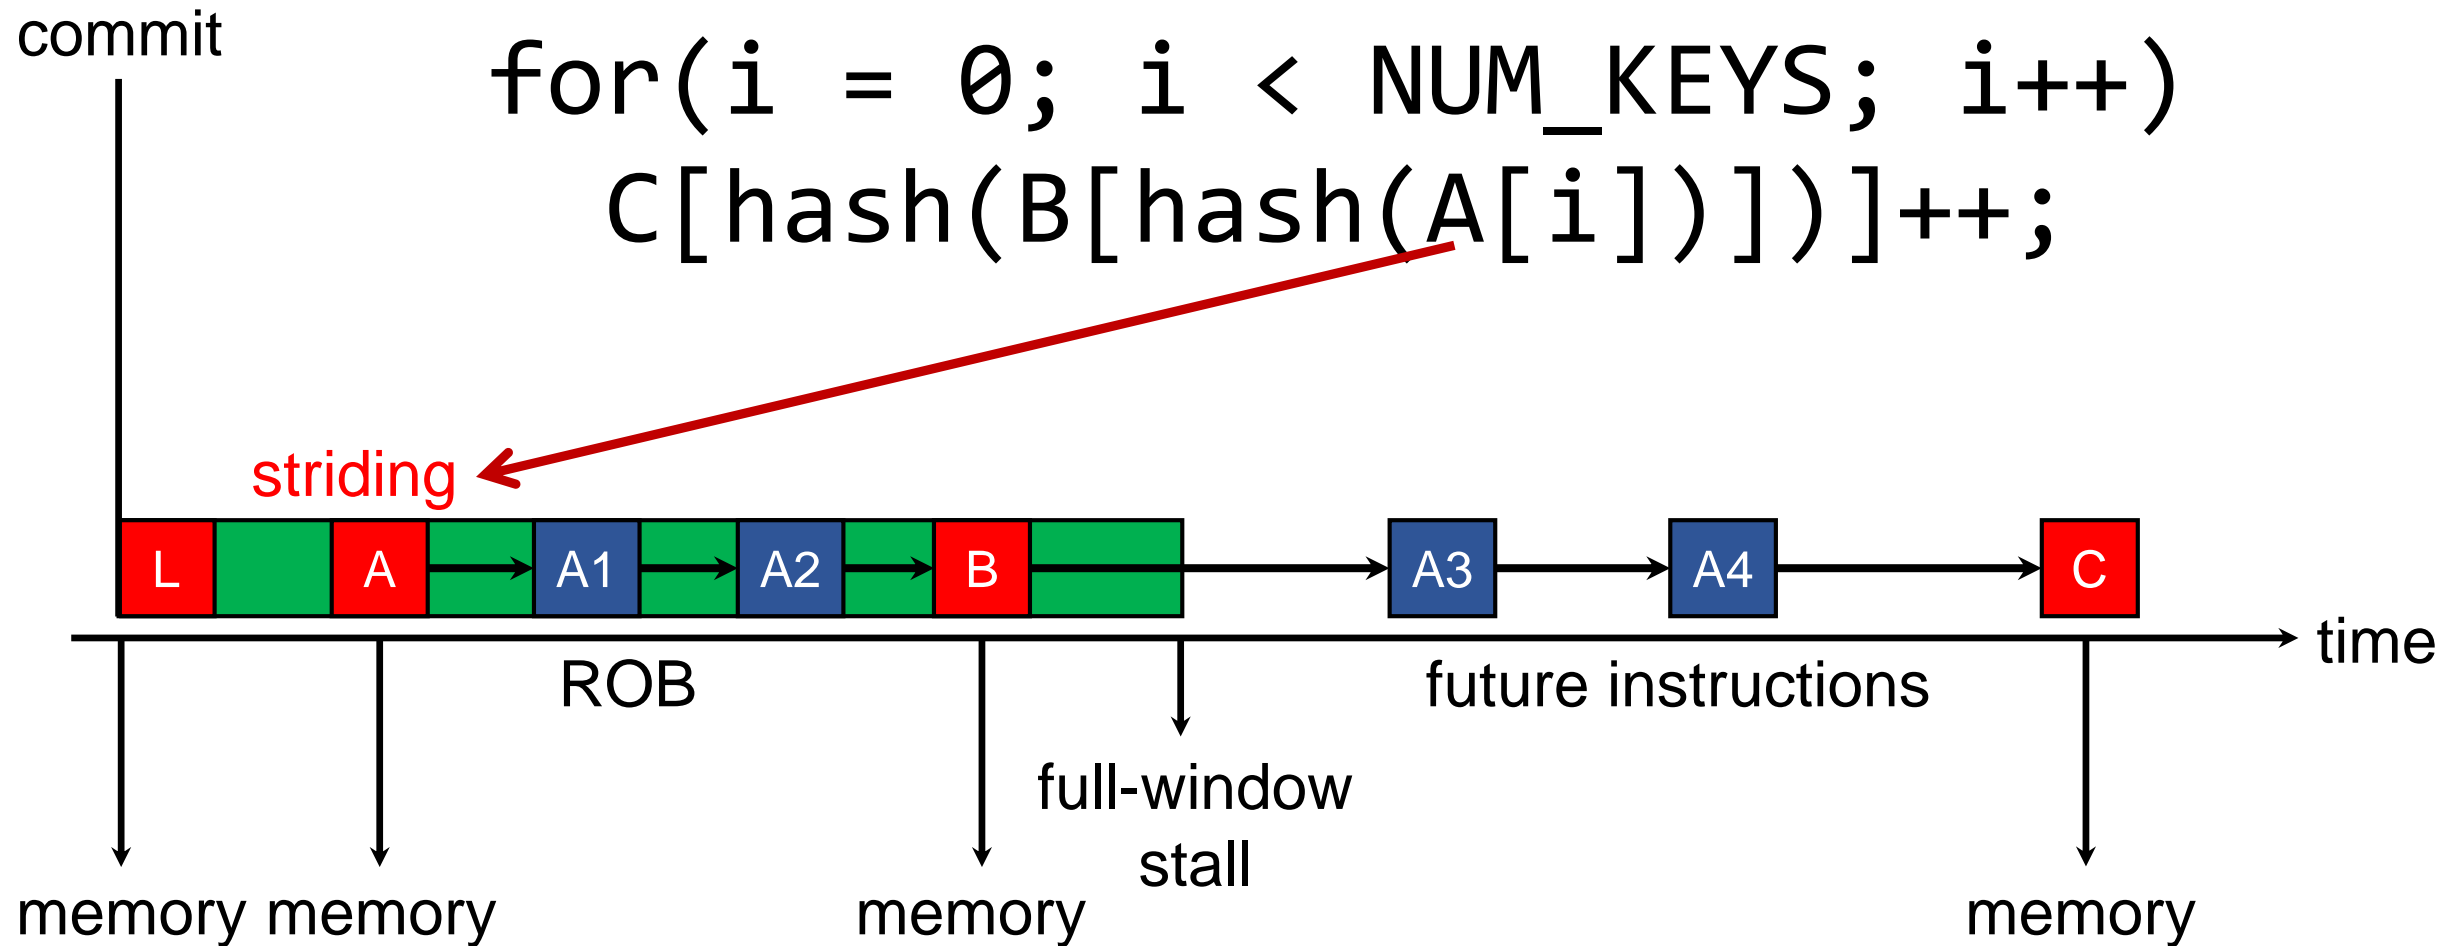 commit
for(i = 0; i < NUM_KEYS; i++)
C[hash(B[hash(A[i])])]++;
striding
L A A1 A2 B A3 A4 C
time
ROB future instructions
full-window
stall
memory memory memory memory